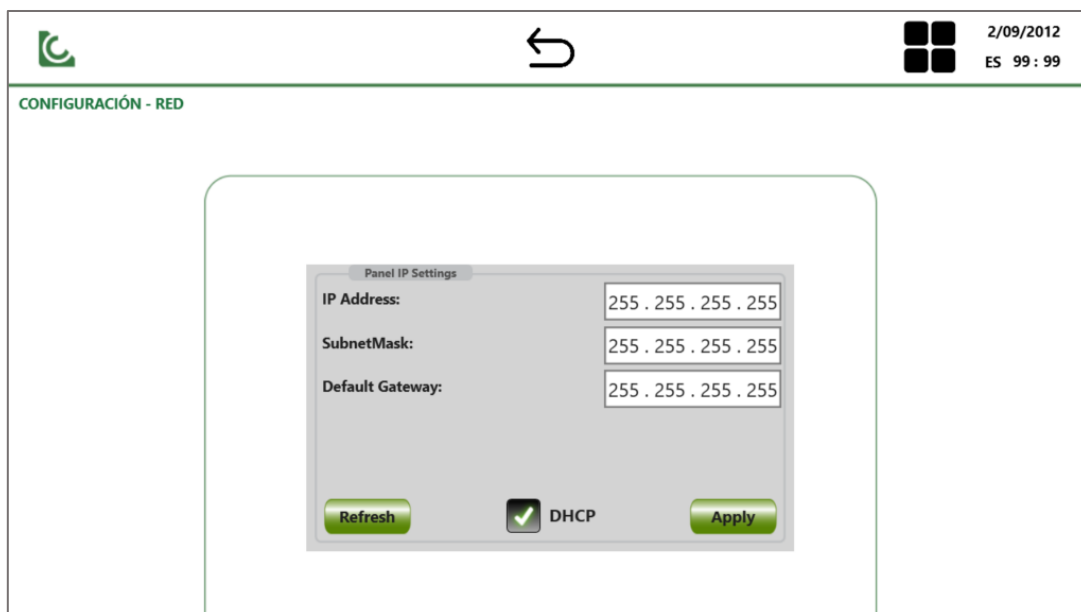 2/09/2012
ES 99 : 99
CONFIGURACIÓN - RED
Panel IP Settings
IP Address: 255 . 255 . 255 . 255
SubnetMask: 255 . 255 . 255 . 255
Default Gateway: 255 . 255 . 255 . 255
Refresh DHCP Apply